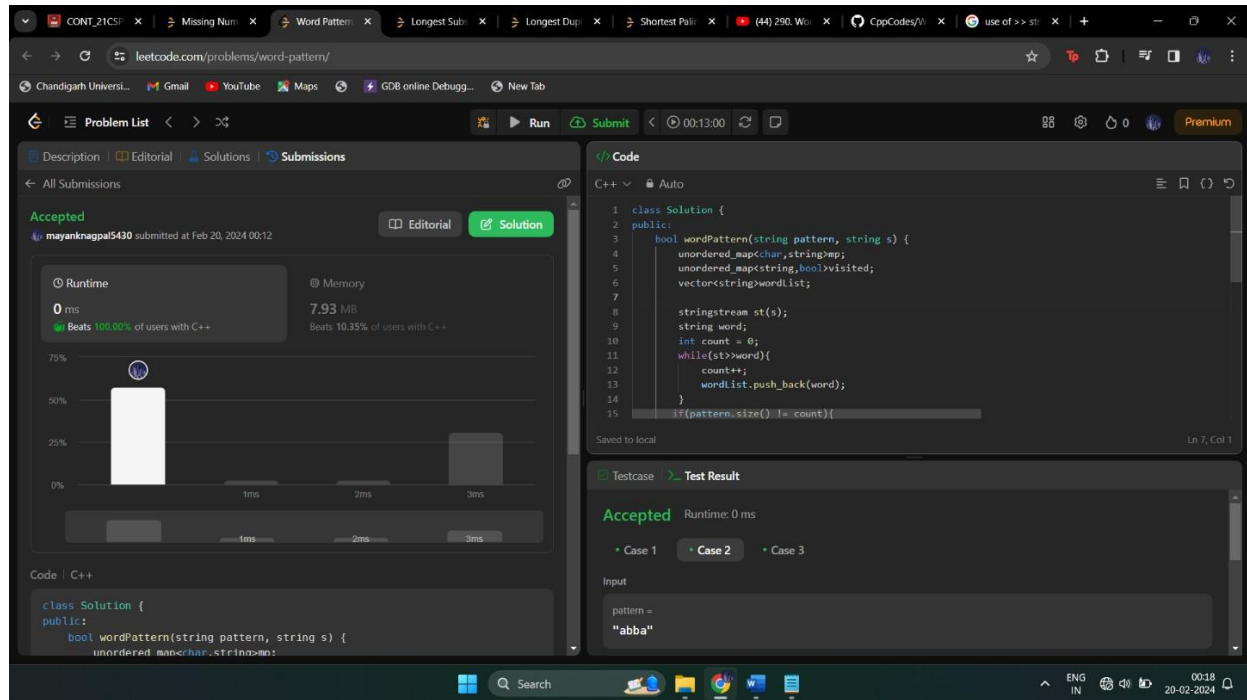 CONT_21CSP
Missing Num
Word Pattern
Longest Subs
Longest Dupl
Shortest Palin
(44) 290. Wor
CppCodes/W
use of >> str
leetcode.com/problems/word-pattern/
Chandigarh Universi...
Gmail
YouTube
Maps
GDB online Debugg...
New Tab
Problem List
Run
Submit
00:13:00
0
Premium
Description
Editorial
Solutions
Submissions
All Submissions
Accepted
mayanknagpal5430 submitted at Feb 20, 2024 00:12
Editorial
Solution
Runtime
0 ms
Beats 100.00% of users with C++
Memory
7.93 MB
Beats 10.35% of users with C++
75%
50%
25%
0%
1ms
2ms
3ms
1ms
2ms
3ms
Code | C++
class Solution {
public:
bool wordPattern(string pattern, string s) {
unordered_map<char,string>mp;
</> Code
C++
Auto
1 class Solution {
2 public:
3 bool wordPattern(string pattern, string s) {
4 unordered_map<char,string>mp;
5 unordered_map<string,bool>visited;
6 vector<string>wordList;
7
8 stringstream st(s);
9 string word;
10 int count = 0;
11 while(st>>word){
12 count++;
13 wordList.push_back(word);
14 }
15 if(pattern.size() != count){
Saved to local
Ln 7, Col 1
Testcase
Test Result
Accepted
Runtime: 0 ms
Case 1
Case 2
Case 3
Input
pattern =
"abba"
Search
ENG
IN
00:18
20-02-2024